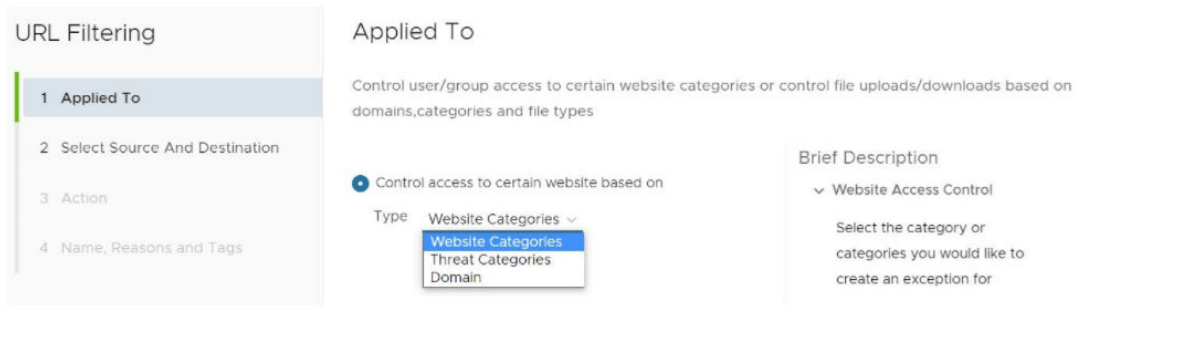 URL Filtering
1 Applied To
2 Select Source And Destination
3 Action
4 Name, Reasons and Tags
Applied To
Control user/group access to certain website categories or control file uploads/downloads based on
domains,categories and file types
Control access to certain website based on
Type Website Categories
Website Categories
Threat Categories
Domain
Brief Description
Website Access Control
Select the category or
categories you would like to
create an exception for